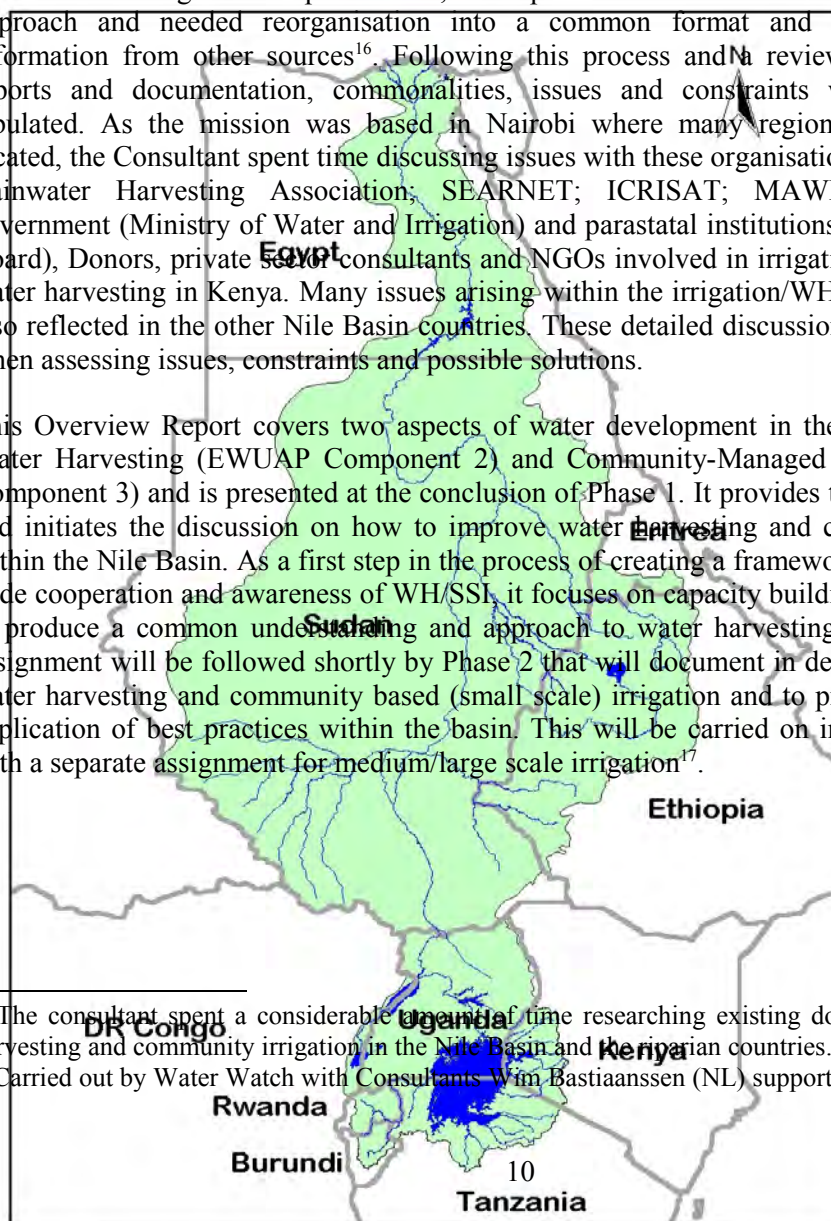 proach and needed reorganisation into a common format and
formation from other sources16. Following this process and a review
ports and documentation, commonalities, issues and constraints
pulated. As the mission was based in Nairobi where many region
cated, the Consultant spent time discussing issues with these organisatio
ainwater Harvesting Association; SEARNET; ICRISAT; MAW
vernment (Ministry of Water and Irrigation) and parastatal institutions
oard), Donors, private sector consultants and NGOs involved in irrigati
ater harvesting in Kenya. Many issues arising within the irrigation/WH
so reflected in the other Nile Basin countries. These detailed discussion
hen assessing issues, constraints and possible solutions.
his Overview Report covers two aspects of water development in the
ater Harvesting (EWUAP Component 2) and Community-Managed
omponent 3) and is presented at the conclusion of Phase 1. It provides t
d initiates the discussion on how to improve water harvesting and c
thin the Nile Basin. As a first step in the process of creating a framewo
de cooperation and awareness of WH/SSI, it focuses on capacity buildi
produce a common understanding and approach to water harvesting
signment will be followed shortly by Phase 2 that will document in de
ater harvesting and community based (small scale) irrigation and to p
plication of best practices within the basin. This will be carried on i
th a separate assignment for medium/large scale irrigation17.
The consultant spent a considerable amount of time researching existing do
rvesting and community irrigation in the Nile Basin and the riparian countries.
Carried out by Water Watch with Consultants Wim Bastiaanssen (NL) support
10
N
Egypt
Eritrea
Sudan
Ethiopia
DR Congo
Uganda
Kenya
Rwanda
Burundi
Tanzania